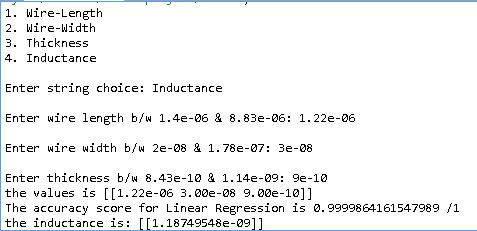 1. Wire-Length
2. Wire-Width
3. Thickness
4. Inductance
Enter string choice: Inductance
Enter wire length b/w 1.4e-06 & 8.83e-06: 1.22e-06
Enter wire width b/w 2e-08 & 1.78e-07: 3e-08
Enter thickness b/w 8.43e-10 & 1.14e-09: 9e-10
the values is [[1.22e-06 3.00e-08 9.00e-10]]
The accuracy score for Linear Regression is 0.9999864161547989 /1
the inductance is: [[1.18749548e-09]]